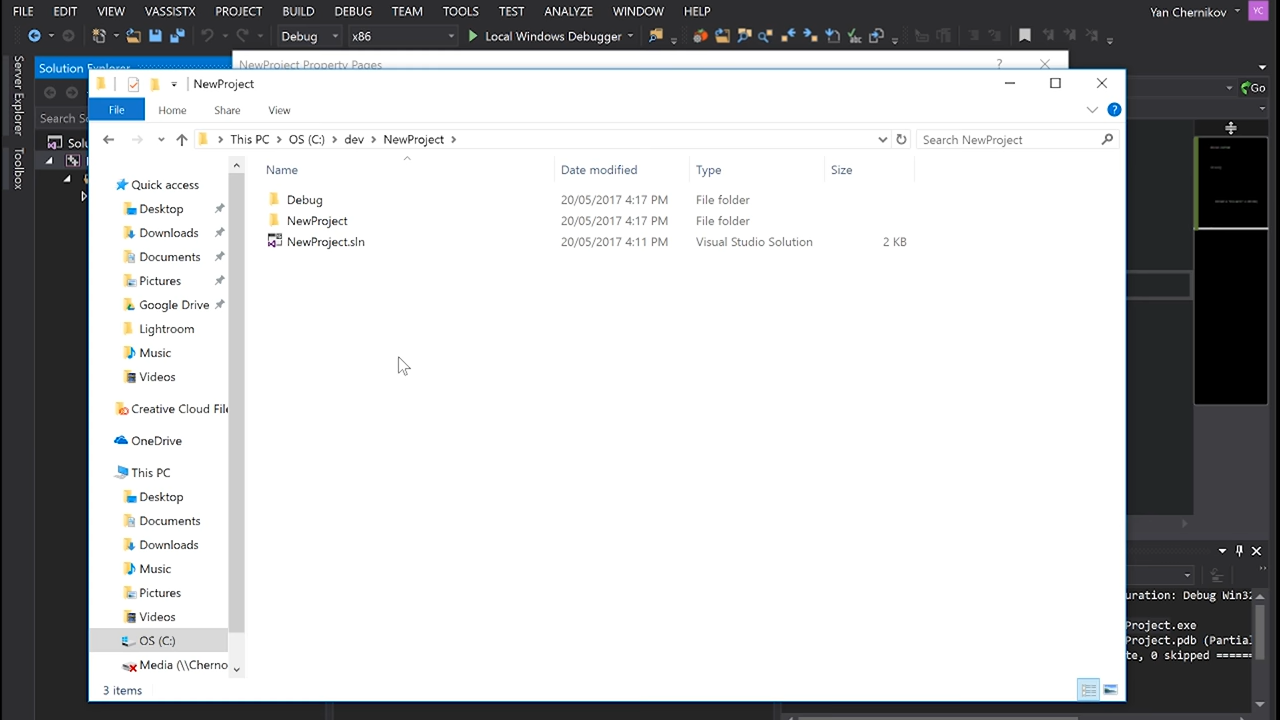 FILE EDIT VIEW VASSISTX PROJECT BUILD DEBUG TEAM TOOLS TEST ANALYZE WINDOW HELP Yan Chernikov YC
Debug x86 Local Windows Debugger
Server Explorer
Toolbox
Solution Explorer
NewProject Property Pages ?
NewProject
File Home Share View
This PC OS (C:) dev NewProject Search NewProject
Go
Search So
Solu
Name Date modified Type Size
Debug 20/05/2017 4:17 PM File folder
NewProject 20/05/2017 4:17 PM File folder
NewProject.sln 20/05/2017 4:11 PM Visual Studio Solution 2 KB
Quick access
Desktop
Downloads
Documents
Pictures
Google Drive
Lightroom
Music
Videos
Creative Cloud File
OneDrive
This PC
Desktop
Documents
Downloads
Music
Pictures
Videos
OS (C:)
Media (\\Cherno
3 items
uration: Debug Win32
Project.exe
Project.pdb (Partial
te, 0 skipped ======